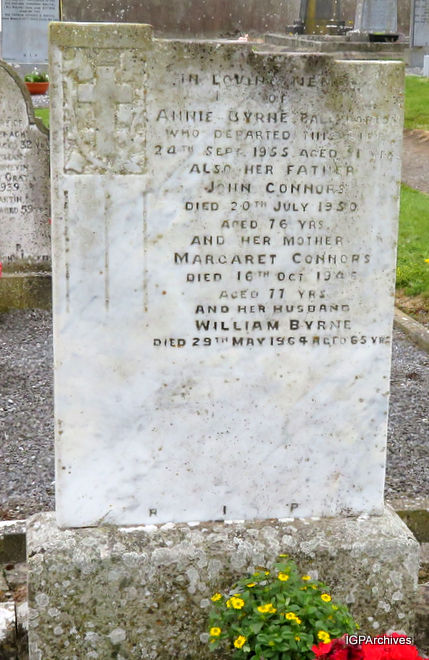 IN LOVING
OF
ANNIE BYRNE,
WHO DEPARTED THIS LIFE
24TH SEPT. 1955. AGED 51 YRS
ALSO HER FATHER
JOHN CONNORS
DIED 20TH JULY 1950
AGED 76 YRS.
AND HER MOTHER
MARGARET CONNORS
DIED 16TH OCT 1946
AGED 77 YRS.
AND HER HUSBAND
WILLIAM BYRNE
DIED 29TH MAY 1964 AGED 65 YRS
R I P
IGPArchives